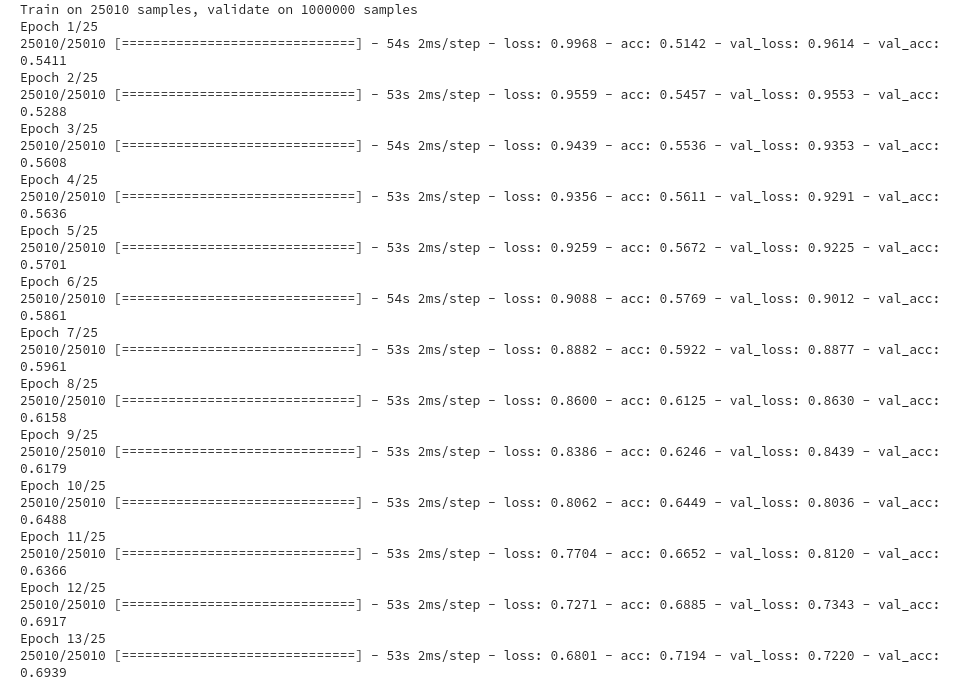 Train on 25010 samples, validate on 1000000 samples
Epoch 1/25
25010/25010 [==============================] - 54s 2ms/step - loss: 0.9968 - acc: 0.5142 - val_loss: 0.9614 - val_acc:
0.5411
Epoch 2/25
25010/25010 [==============================] - 53s 2ms/step - loss: 0.9559 - acc: 0.5457 - val_loss: 0.9553 - val_acc:
0.5288
Epoch 3/25
25010/25010 [==============================] - 54s 2ms/step - loss: 0.9439 - acc: 0.5536 - val_loss: 0.9353 - val_acc:
0.5608
Epoch 4/25
25010/25010 [==============================] - 53s 2ms/step - loss: 0.9356 - acc: 0.5611 - val_loss: 0.9291 - val_acc:
0.5636
Epoch 5/25
25010/25010 [==============================] - 53s 2ms/step - loss: 0.9259 - acc: 0.5672 - val_loss: 0.9225 - val_acc:
0.5701
Epoch 6/25
25010/25010 [==============================] - 54s 2ms/step - loss: 0.9088 - acc: 0.5769 - val_loss: 0.9012 - val_acc:
0.5861
Epoch 7/25
25010/25010 [==============================] - 53s 2ms/step - loss: 0.8882 - acc: 0.5922 - val_loss: 0.8877 - val_acc:
0.5961
Epoch 8/25
25010/25010 [==============================] - 53s 2ms/step - loss: 0.8600 - acc: 0.6125 - val_loss: 0.8630 - val_acc:
0.6158
Epoch 9/25
25010/25010 [==============================] - 53s 2ms/step - loss: 0.8386 - acc: 0.6246 - val_loss: 0.8439 - val_acc:
0.6179
Epoch 10/25
25010/25010 [==============================] - 53s 2ms/step - loss: 0.8062 - acc: 0.6449 - val_loss: 0.8036 - val_acc:
0.6488
Epoch 11/25
25010/25010 [==============================] - 53s 2ms/step - loss: 0.7704 - acc: 0.6652 - val_loss: 0.8120 - val_acc:
0.6366
Epoch 12/25
25010/25010 [==============================] - 53s 2ms/step - loss: 0.7271 - acc: 0.6885 - val_loss: 0.7343 - val_acc:
0.6917
Epoch 13/25
25010/25010 [==============================] - 53s 2ms/step - loss: 0.6801 - acc: 0.7194 - val_loss: 0.7220 - val_acc:
0.6939